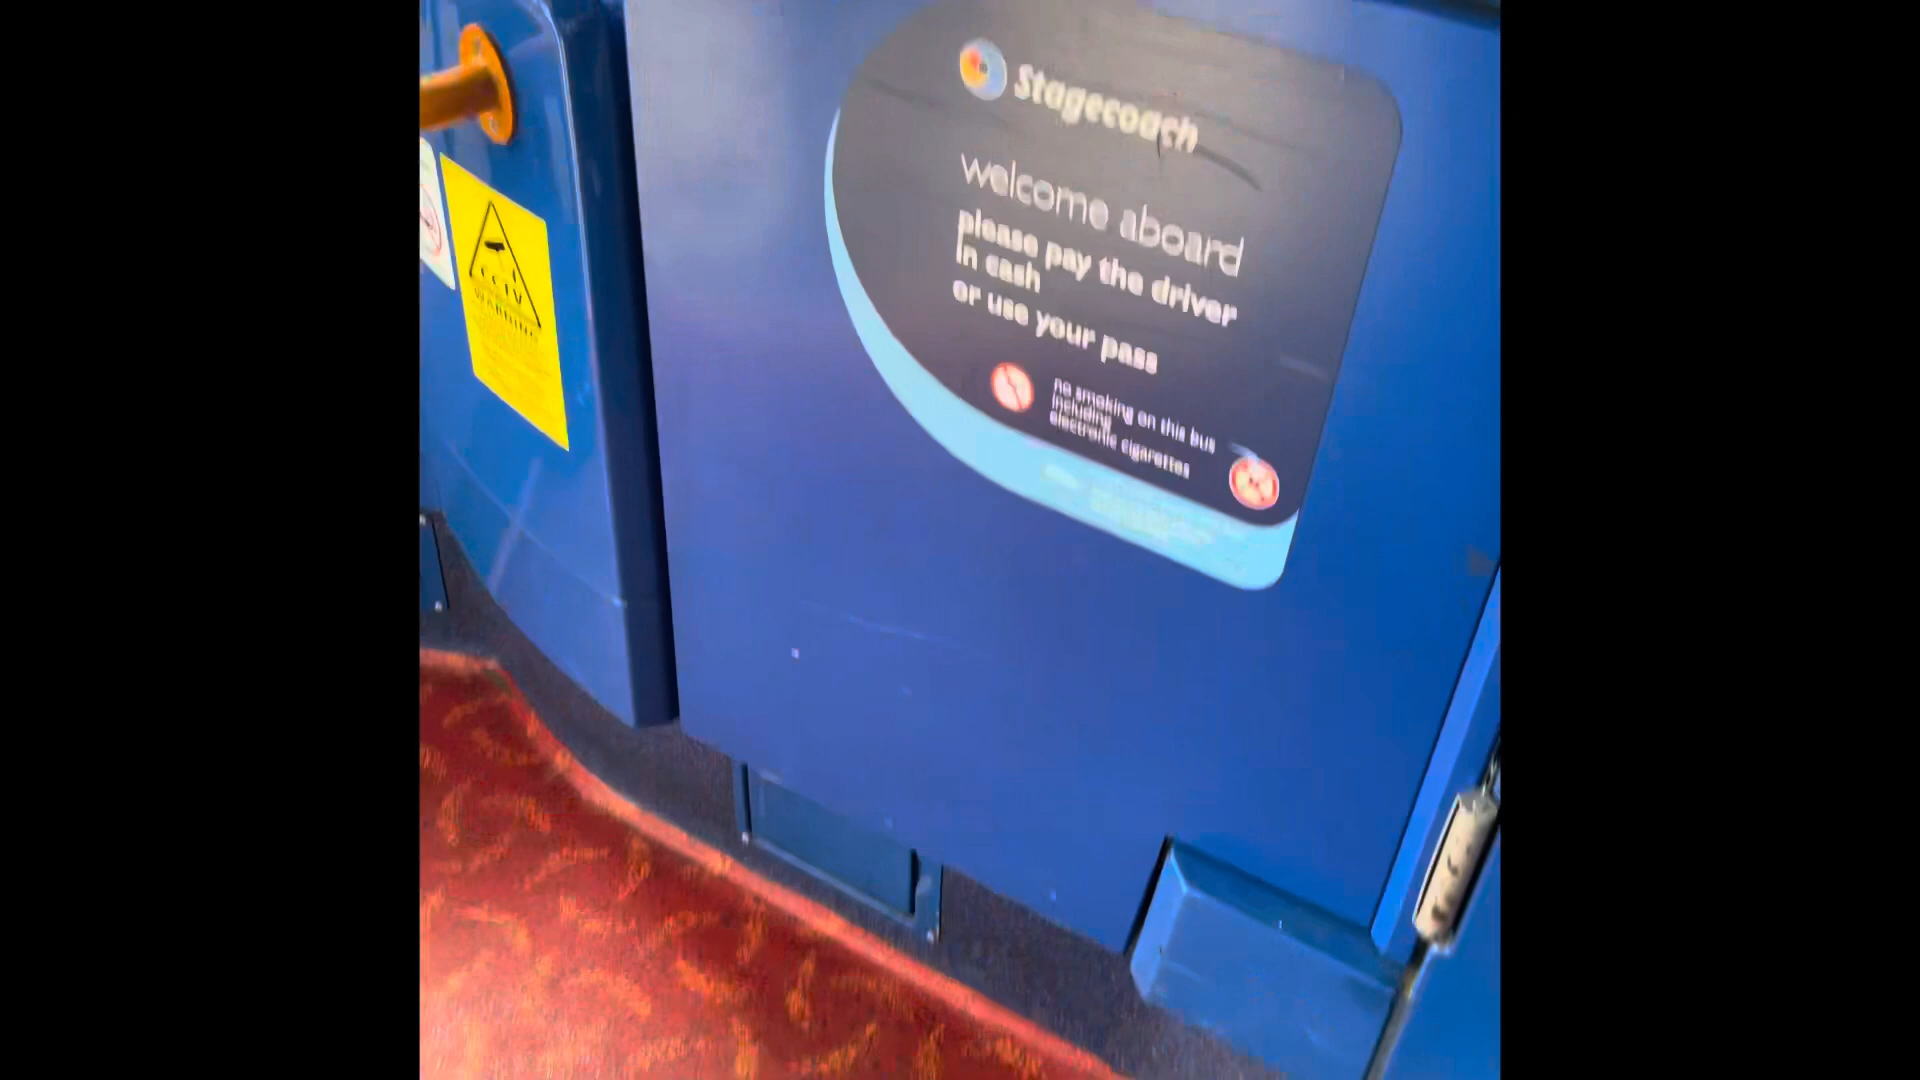 Stagecoach
welcome aboard
please pay the driver
in cash
or use your pass
no smoking on this bus
including
electronic cigarettes
CCTV
WARNING